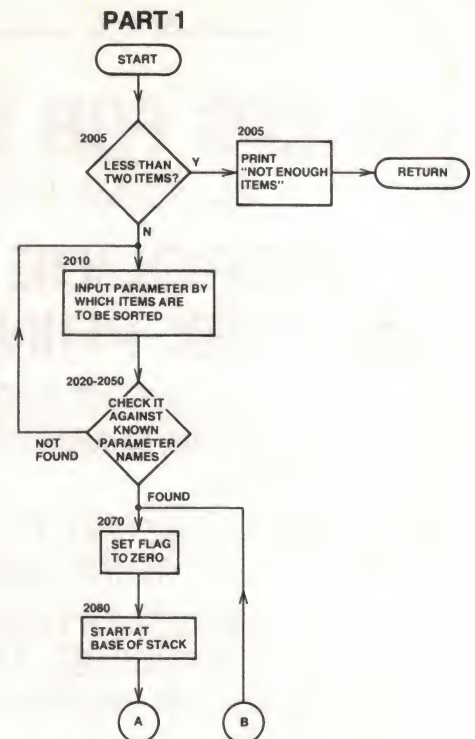 PART 1
START
2005
LESS THAN
TWO ITEMS?
Y
2005
PRINT
"NOT ENOUGH
ITEMS"
RETURN
N
2010
INPUT PARAMETER BY
WHICH ITEMS ARE
TO BE SORTED
2020-2050
CHECK IT
AGAINST
KNOWN
PARAMETER
NAMES
NOT
FOUND
FOUND
2070
SET FLAG
TO ZERO
2080
START AT
BASE OF STACK
A
B